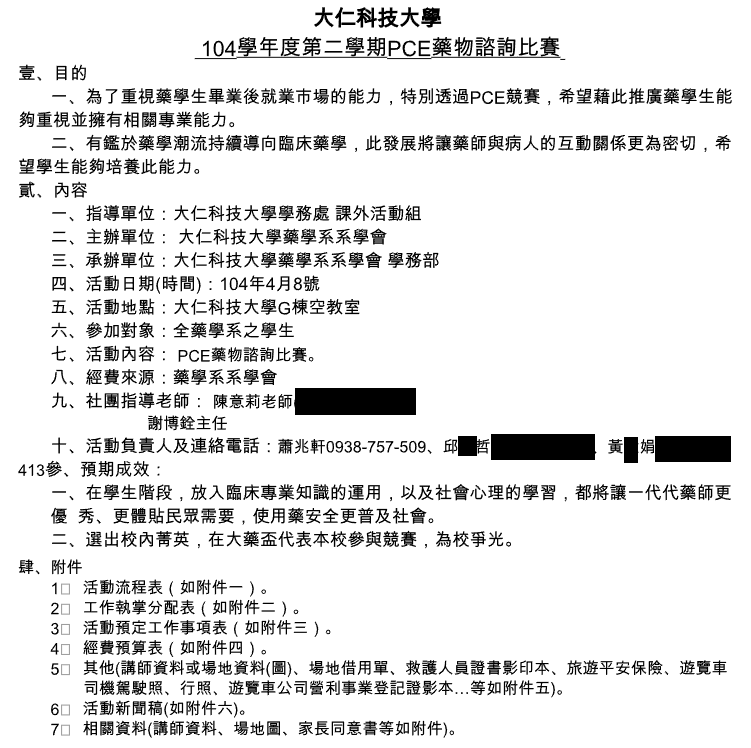 大仁科技大學
104學年度第二學期PCE藥物諮詢比賽
壹、目的
一、為了重視藥學生畢業後就業市場的能力，特別透過PCE競賽，希望藉此推廣藥學生能
夠重視並擁有相關專業能力。
二、有鑑於藥學潮流持續導向臨床藥學，此發展將讓藥師與病人的互動關係更為密切，希
望學生能夠培養此能力。
貳、內容
一、指導單位：大仁科技大學學務處 課外活動組
二、主辦單位： 大仁科技大學藥學系系學會
三、承辦單位：大仁科技大學藥學系系學會 學務部
四、活動日期(時間)：104年4月8號
五、活動地點：大仁科技大學G棟空教室
六、參加對象：全藥學系之學生
七、活動內容： PCE藥物諮詢比賽。
八、經費來源：藥學系系學會
九、社團指導老師： 陳意莉老師(
謝博銓主任
十、活動負責人及連絡電話：蕭兆軒0938-757-509、邱 哲 、黃 娟
413參、預期成效：
一、在學生階段，放入臨床專業知識的運用，以及社會心理的學習，都將讓一代代藥師更
優 秀、更體貼民眾需要，使用藥安全更普及社會。
二、選出校內菁英，在大藥盃代表本校參與競賽，為校爭光。
肆、附件
1□ 活動流程表（如附件一）。
2□ 工作執掌分配表（如附件二）。
3□ 活動預定工作事項表（如附件三）。
4□ 經費預算表（如附件四）。
5□ 其他(講師資料或場地資料(圖)、場地借用單、救護人員證書影印本、旅遊平安保險、遊覽車
司機駕駛照、行照、遊覽車公司營利事業登記證影本...等如附件五)。
6□ 活動新聞稿(如附件六)。
7□ 相關資料(講師資料、場地圖、家長同意書等如附件)。